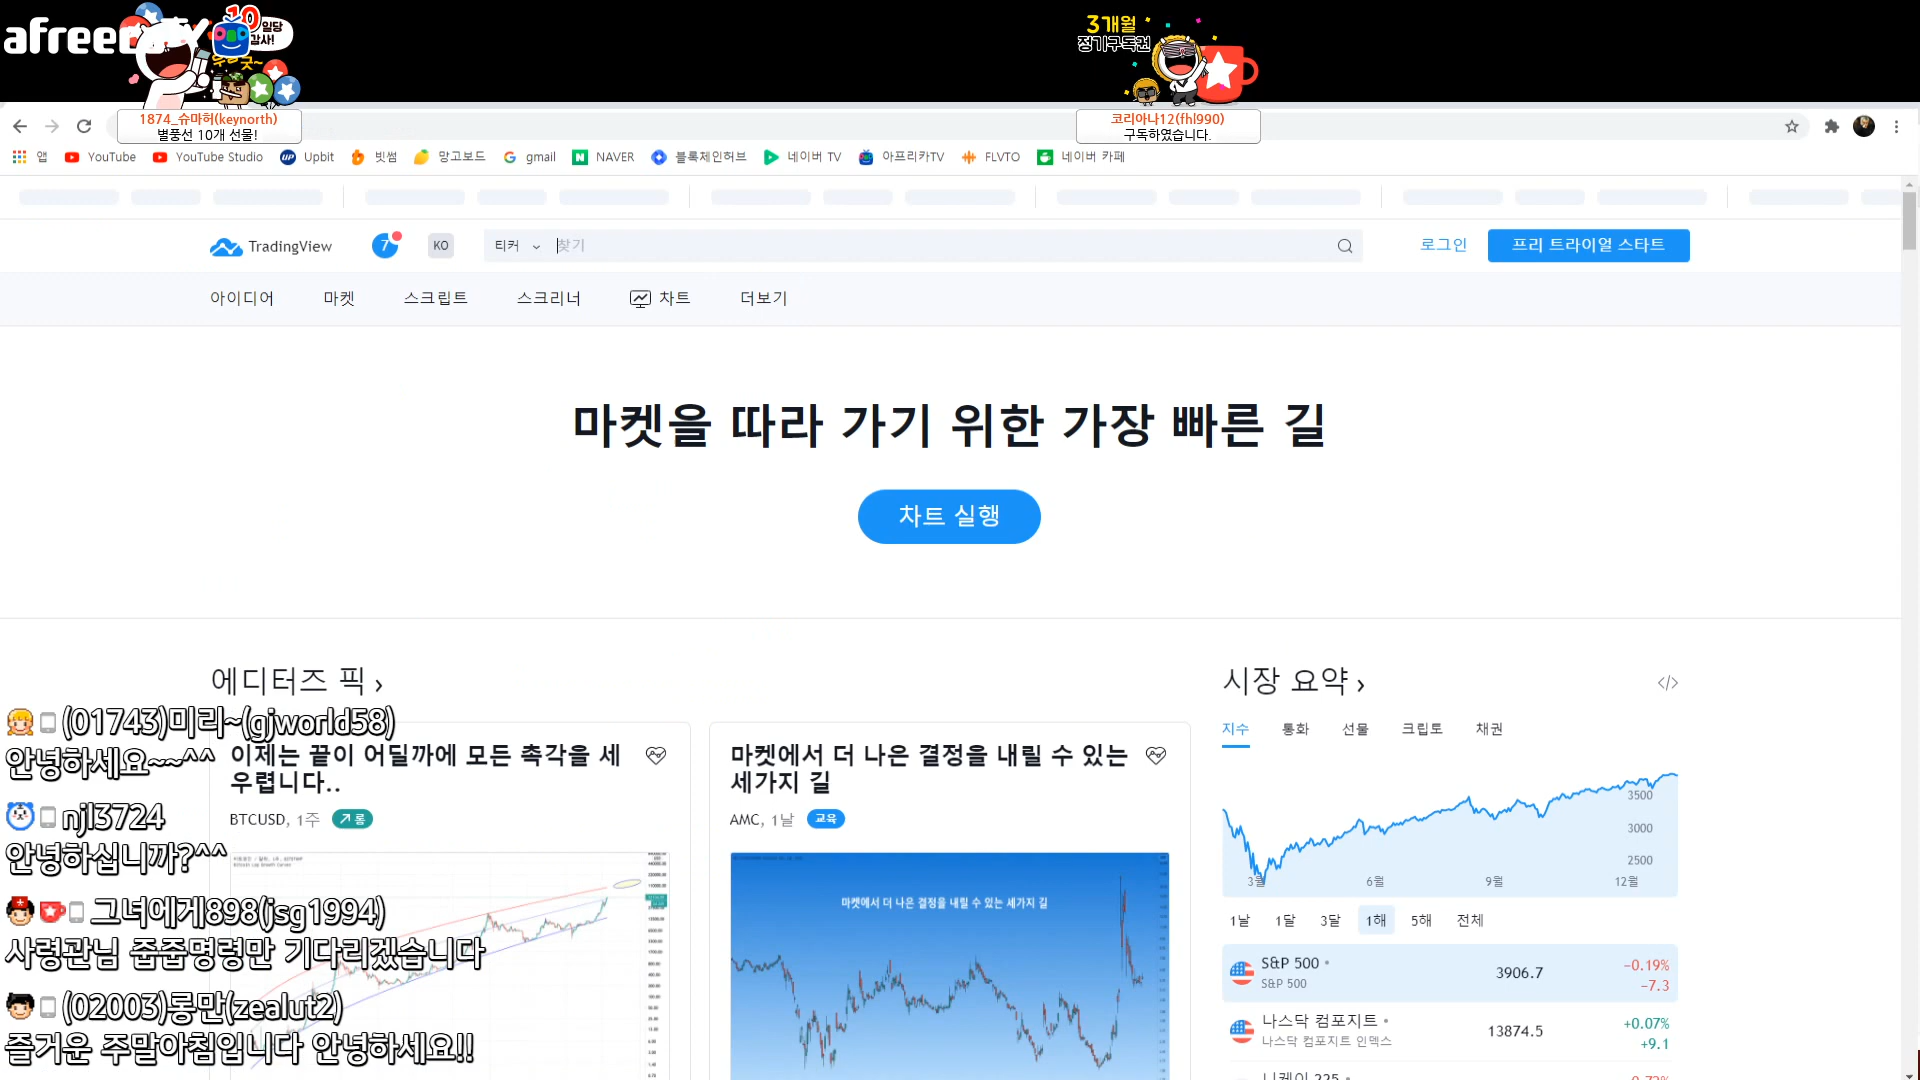 afreecaTV
10 일당
감사!
우~굿~
1874_슈마허(keynorth)
별풍선 10개 선물!
3개월
정기구독권
코리아나12(fhl990)
구독하였습니다.
앱 YouTube YouTube Studio Upbit 빗썸 망고보드 gmail NAVER 블록체인허브 네이버 TV 아프리카TV FLVTO 네이버 카페
TradingView 7 KO 티커 찾기 로그인 프리 트라이얼 스타트
아이디어 마켓 스크립트 스크리너 차트 더보기
마켓을 따라 가기 위한 가장 빠른 길
차트 실행
에디터즈 픽 ›
이제는 끝이 어딜까에 모든 촉각을 세
우렵니다..
BTCUSD, 1주 롱
마켓에서 더 나은 결정을 내릴 수 있는
세가지 길
AMC, 1날 교육
마켓에서 더 나은 결정을 내릴 수 있는 세가지 길
시장 요약 ›
</>
지수 통화 선물 크립토 채권
3500
3000
2500
3월 6월 9월 12월
1날 1달 3달 1해 5해 전체
S&P 500 3906.7 −0.19%
S&P 500 −7.3
나스닥 컴포지트 13874.5 +0.07%
나스닥 컴포지트 인덱스 +9.1
니케이 225
(01743)미리~(gjworld58)
안녕하세요~~^^
njl3724
안녕하십니까?^^
그녀에게898(jsg1994)
사령관님 줍줍명령만 기다리겠습니다
(02003)롱만(zealut2)
즐거운 주말아침입니다 안녕하세요!!